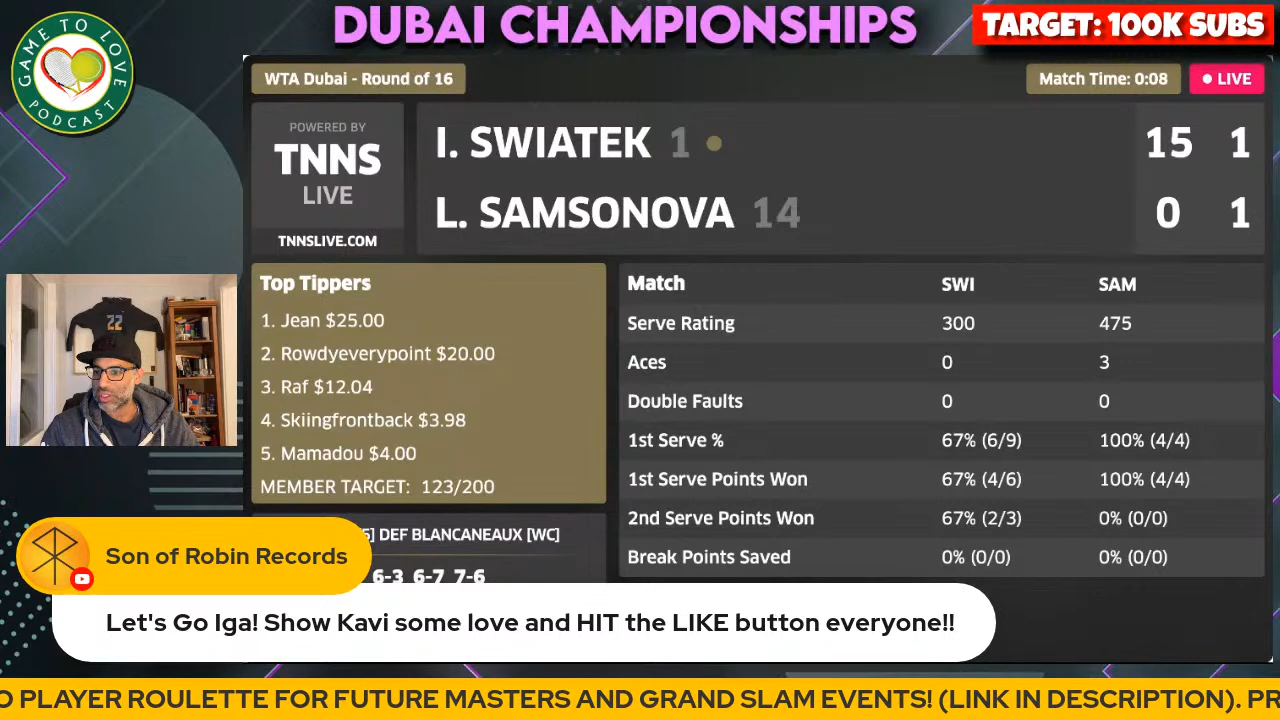 GAME TO LOVE
PODCAST
DUBAI CHAMPIONSHIPS
TARGET: 100K SUBS
WTA Dubai - Round of 16
Match Time: 0:08
LIVE
POWERED BY
TNNS
LIVE
TNNSLIVE.COM
I. SWIATEK 1 15 1
L. SAMSONOVA 14 0 1
22
Top Tippers
1. Jean $25.00
2. Rowdyeverypoint $20.00
3. Raf $12.04
4. Skiingfrontback $3.98
5. Mamadou $4.00
MEMBER TARGET: 123/200
Match SWI SAM
Serve Rating 300 475
Aces 0 3
Double Faults 0 0
1st Serve % 67% (6/9) 100% (4/4)
1st Serve Points Won 67% (4/6) 100% (4/4)
2nd Serve Points Won 67% (2/3) 0% (0/0)
Break Points Saved 0% (0/0) 0% (0/0)
] DEF BLANCANEAUX [WC]
6-3 6-7 7-6
Son of Robin Records
Let's Go Iga! Show Kavi some love and HIT the LIKE button everyone!!
O PLAYER ROULETTE FOR FUTURE MASTERS AND GRAND SLAM EVENTS! (LINK IN DESCRIPTION). PR